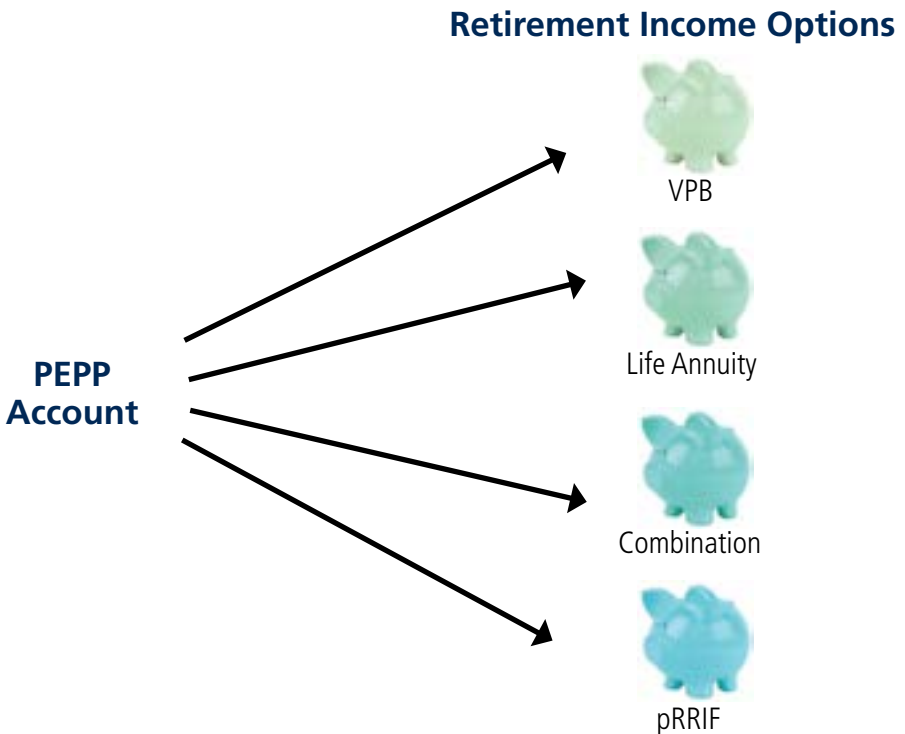 Retirement Income Options
VPB
Life Annuity
PEPP
Account
Combination
pRRIF